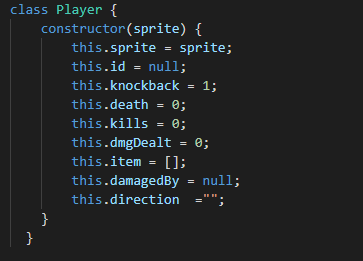 class Player {
    constructor(sprite) {
        this.sprite = sprite;
        this.id = null;
        this.knockback = 1;
        this.death = 0;
        this.kills = 0;
        this.dmgDealt = 0;
        this.item = [];
        this.damagedBy = null;
        this.direction  ="";
    }
  }